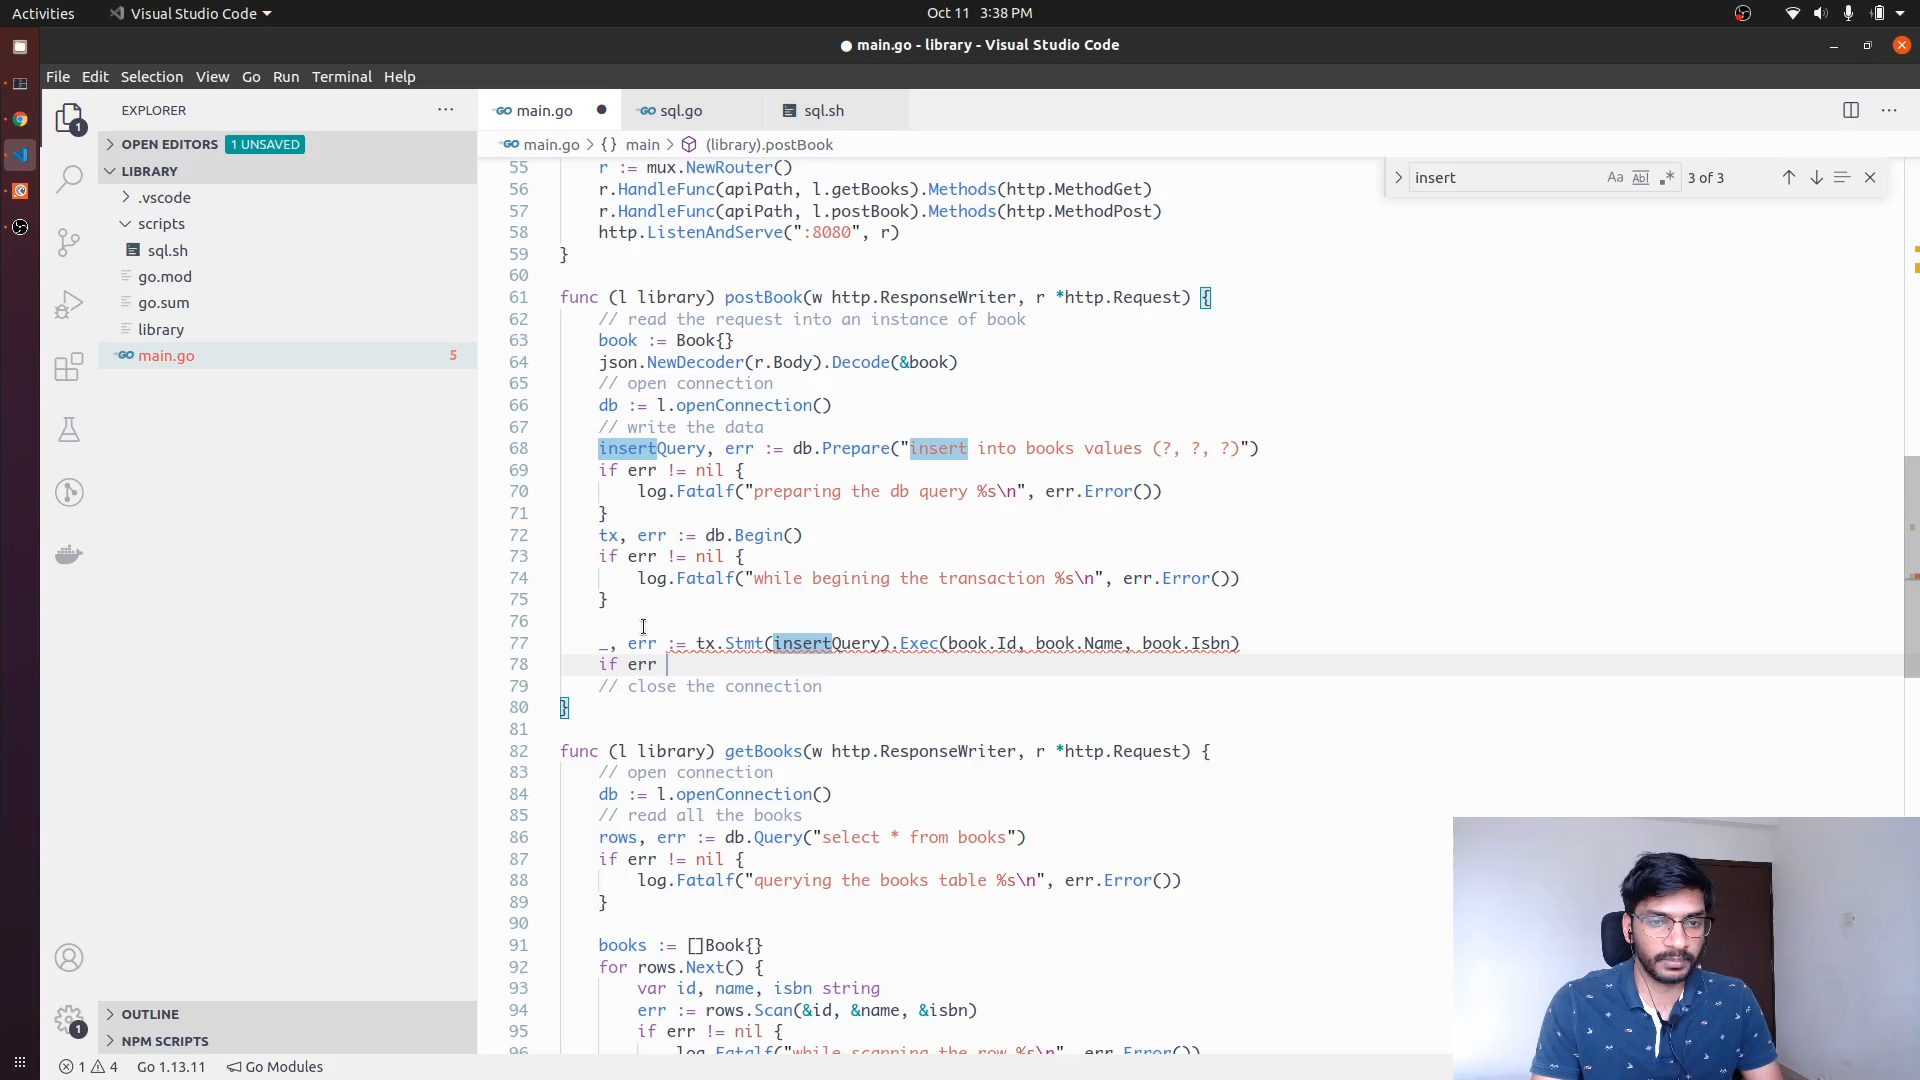 Activities
Visual Studio Code
Oct 11 3:38 PM
● main.go - library - Visual Studio Code
File Edit Selection View Go Run Terminal Help
EXPLORER
main.go
sql.go
sql.sh
1
OPEN EDITORS 1 UNSAVED
main.go > {} main > (library).postBook
LIBRARY
.vscode
scripts
sql.sh
go.mod
go.sum
library
main.go 5
insert
Aa Abl .* 3 of 3
55 r := mux.NewRouter()
56 r.HandleFunc(apiPath, l.getBooks).Methods(http.MethodGet)
57 r.HandleFunc(apiPath, l.postBook).Methods(http.MethodPost)
58 http.ListenAndServe(":8080", r)
59 }
60
61 func (l library) postBook(w http.ResponseWriter, r *http.Request) {
62 // read the request into an instance of book
63 book := Book{}
64 json.NewDecoder(r.Body).Decode(&book)
65 // open connection
66 db := l.openConnection()
67 // write the data
68 insertQuery, err := db.Prepare("insert into books values (?, ?, ?)")
69 if err != nil {
70 log.Fatalf("preparing the db query %s\n", err.Error())
71 }
72 tx, err := db.Begin()
73 if err != nil {
74 log.Fatalf("while begining the transaction %s\n", err.Error())
75 }
76
77 _, err := tx.Stmt(insertQuery).Exec(book.Id, book.Name, book.Isbn)
78 if err
79 // close the connection
80 }
81
82 func (l library) getBooks(w http.ResponseWriter, r *http.Request) {
83 // open connection
84 db := l.openConnection()
85 // read all the books
86 rows, err := db.Query("select * from books")
87 if err != nil {
88 log.Fatalf("querying the books table %s\n", err.Error())
89 }
90
91 books := []Book{}
92 for rows.Next() {
93 var id, name, isbn string
94 err := rows.Scan(&id, &name, &isbn)
95 if err != nil {
96 log.Fatalf("while scanning the row %s\n", err.Error())
OUTLINE
NPM SCRIPTS
1
1 4 Go 1.13.11 Go Modules